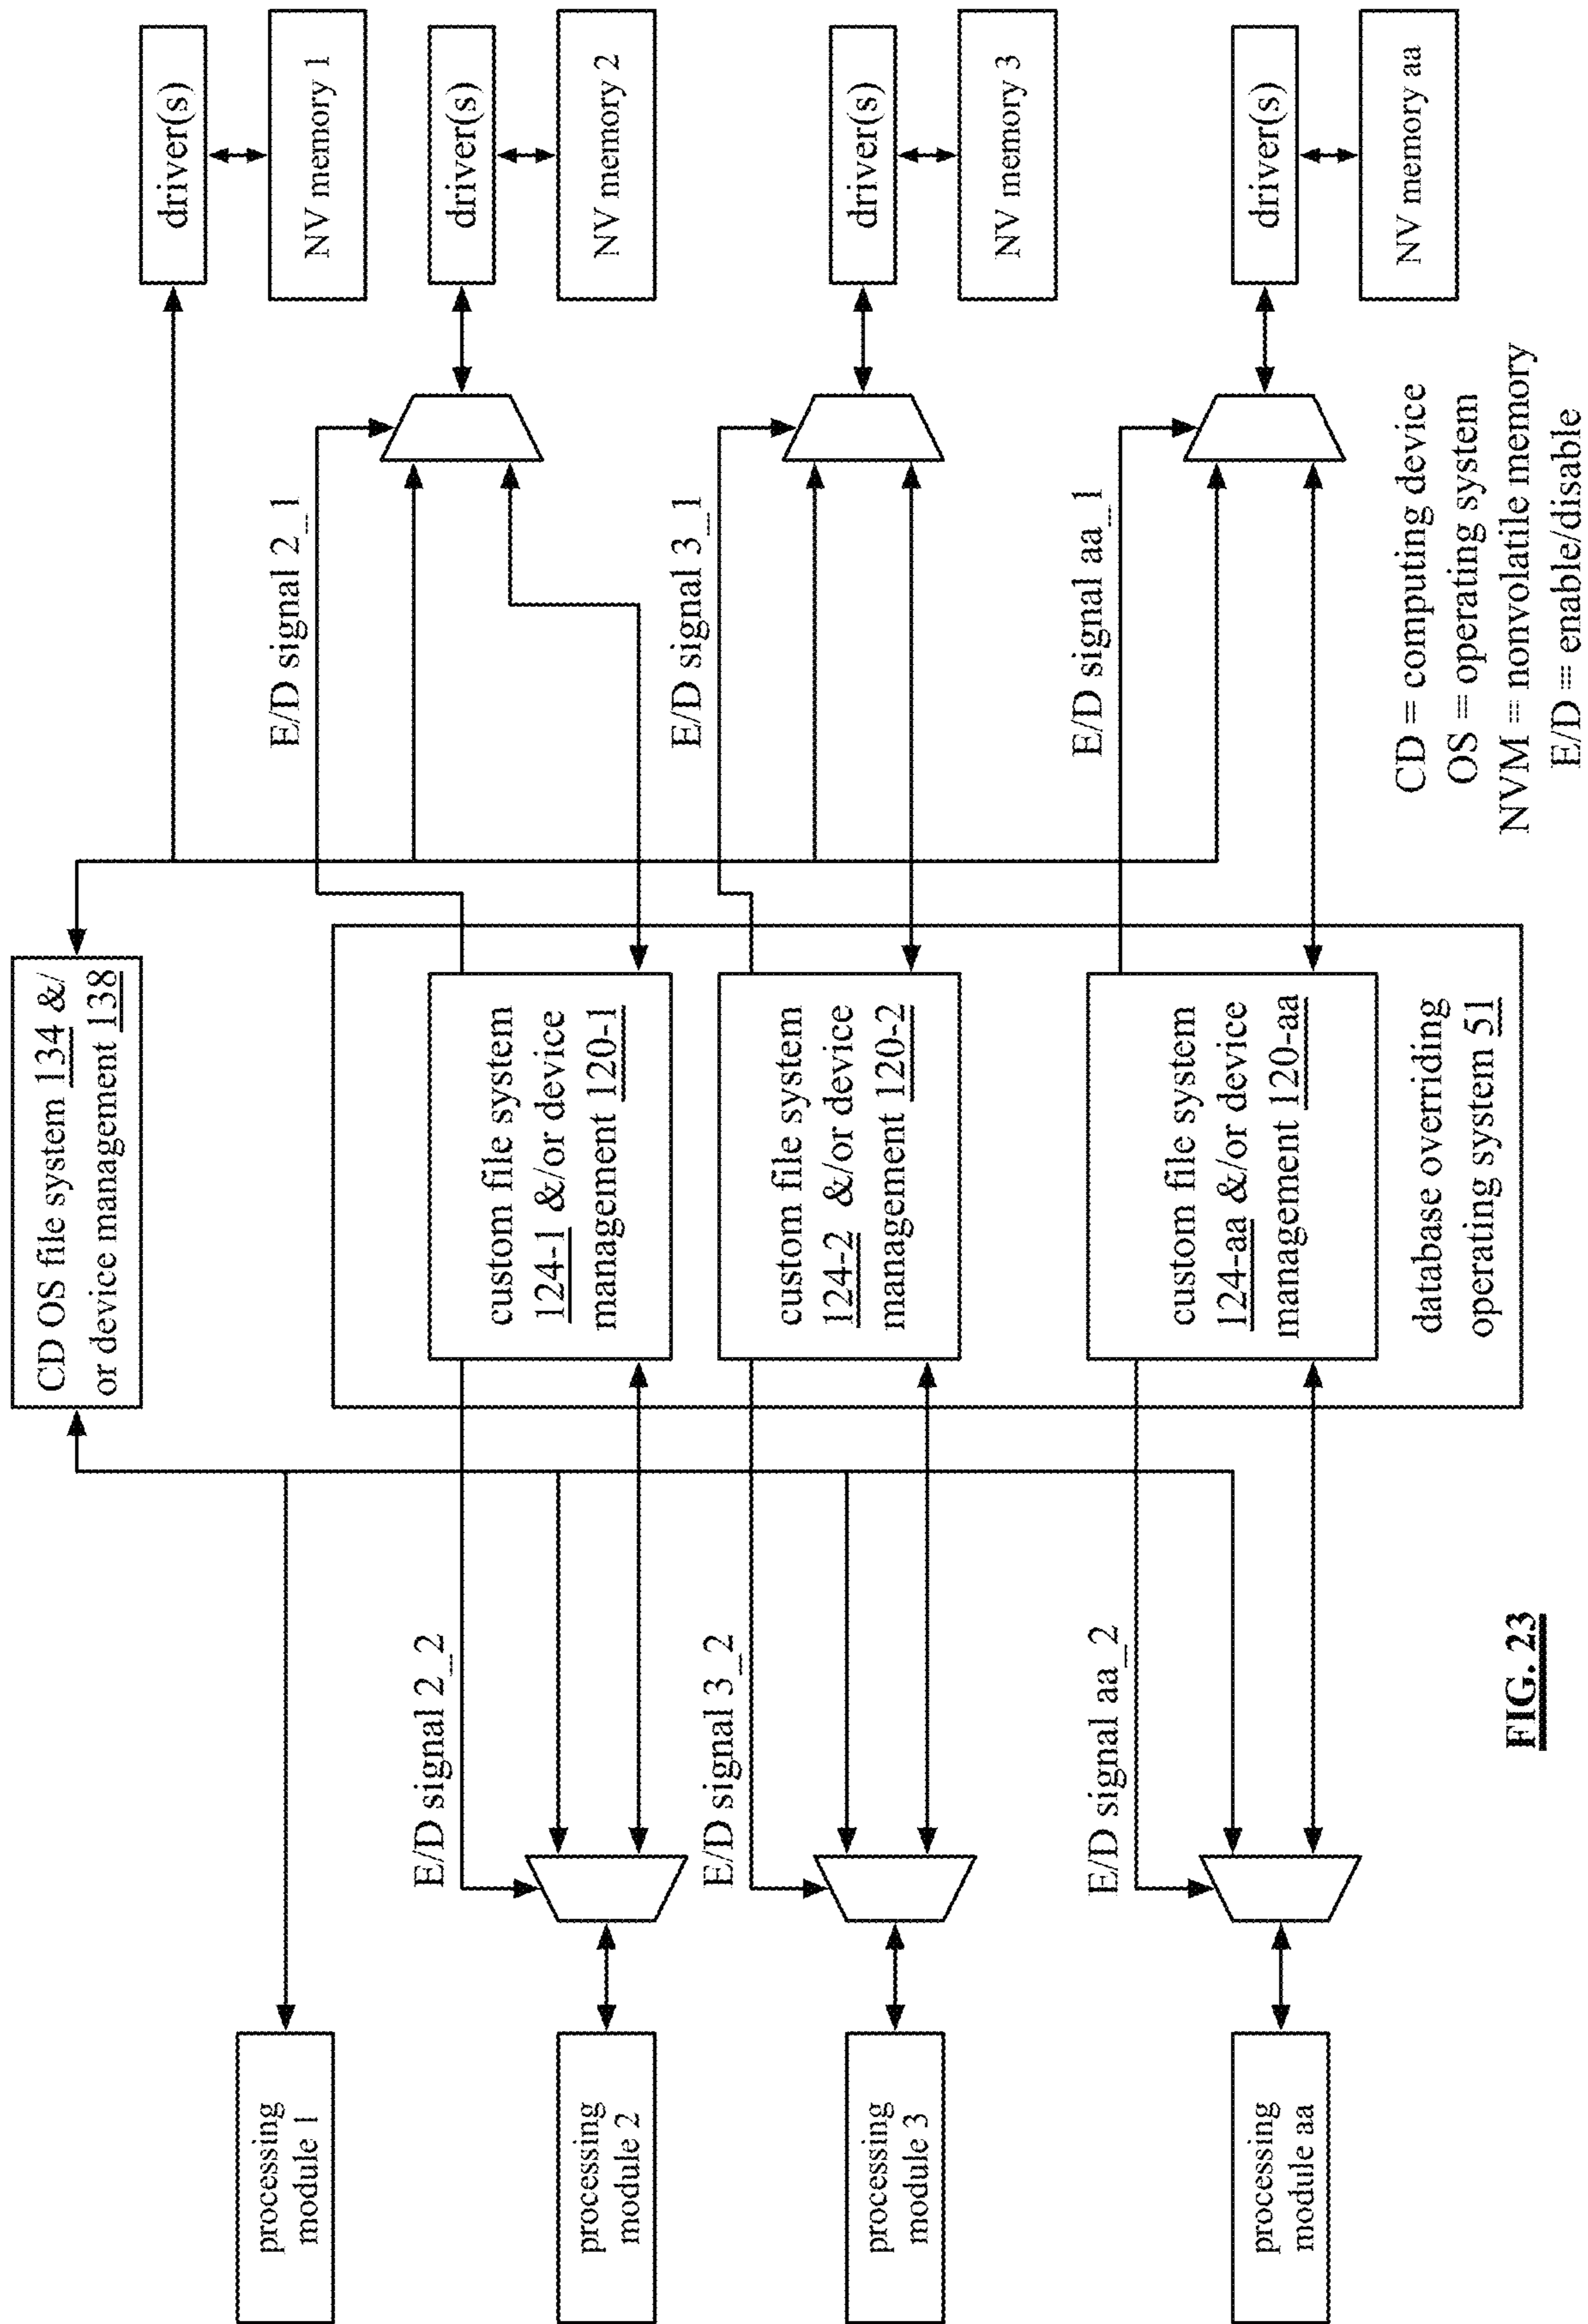 CD OS file system 134 &/
or device management 138
driver(s)
NV memory 1
processing
module 1
E/D signal 2_1
E/D signal 2_2
custom file system
124-1 &/or device
management 120-1
driver(s)
NV memory 2
processing
module 2
E/D signal 3_1
E/D signal 3_2
custom file system
124-2 &/or device
management 120-2
driver(s)
NV memory 3
processing
module 3
E/D signal aa_1
E/D signal aa_2
custom file system
124-aa &/or device
management 120-aa
driver(s)
NV memory aa
processing
module aa
database overriding
operating system 51
CD = computing device
OS = operating system
NVM = nonvolatile memory
E/D = enable/disable
FIG. 23